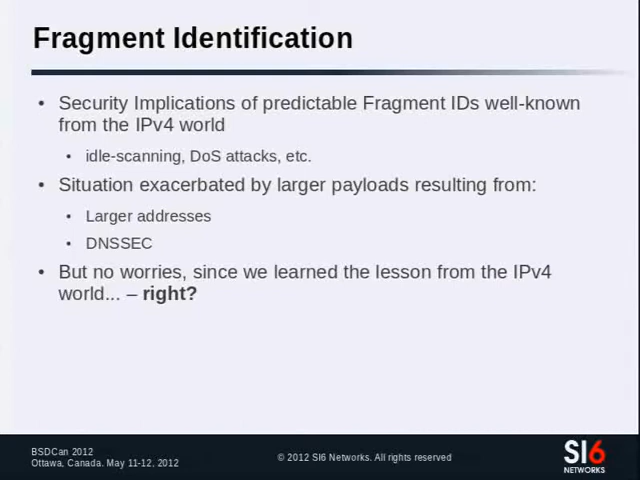 Fragment Identification
• Security Implications of predictable Fragment IDs well-known
from the IPv4 world
• idle-scanning, DoS attacks, etc.
• Situation exacerbated by larger payloads resulting from:
• Larger addresses
• DNSSEC
• But no worries, since we learned the lesson from the IPv4
world... – right?
BSDCan 2012
Ottawa, Canada. May 11-12, 2012
© 2012 SI6 Networks. All rights reserved
SI6
NETWORKS